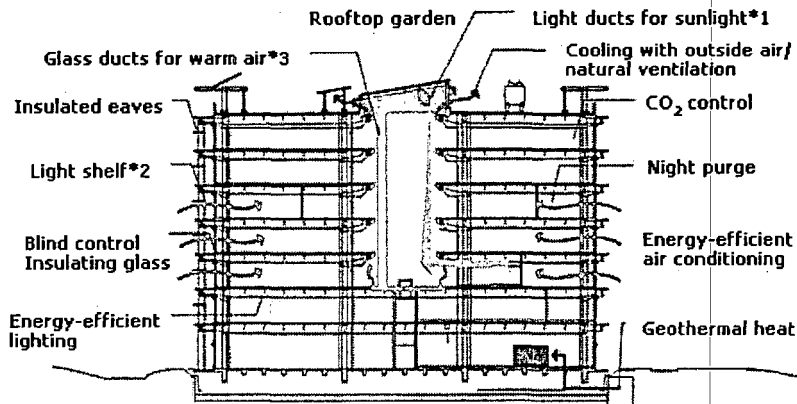 Rooftop garden
Light ducts for sunlight*1
Glass ducts for warm air*3
Cooling with outside air/
natural ventilation
Insulated eaves
CO2 control
Light shelf*2
Night purge
Blind control
Insulating glass
Energy-efficient
air conditioning
Energy-efficient
lighting
Geothermal heat